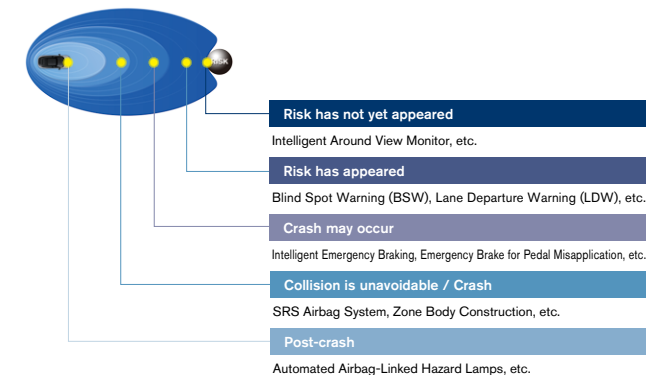 RISK
Risk has not yet appeared
Intelligent Around View Monitor, etc.
Risk has appeared
Blind Spot Warning (BSW), Lane Departure Warning (LDW), etc.
Crash may occur
Intelligent Emergency Braking, Emergency Brake for Pedal Misapplication, etc.
Collision is unavoidable / Crash
SRS Airbag System, Zone Body Construction, etc.
Post-crash
Automated Airbag-Linked Hazard Lamps, etc.